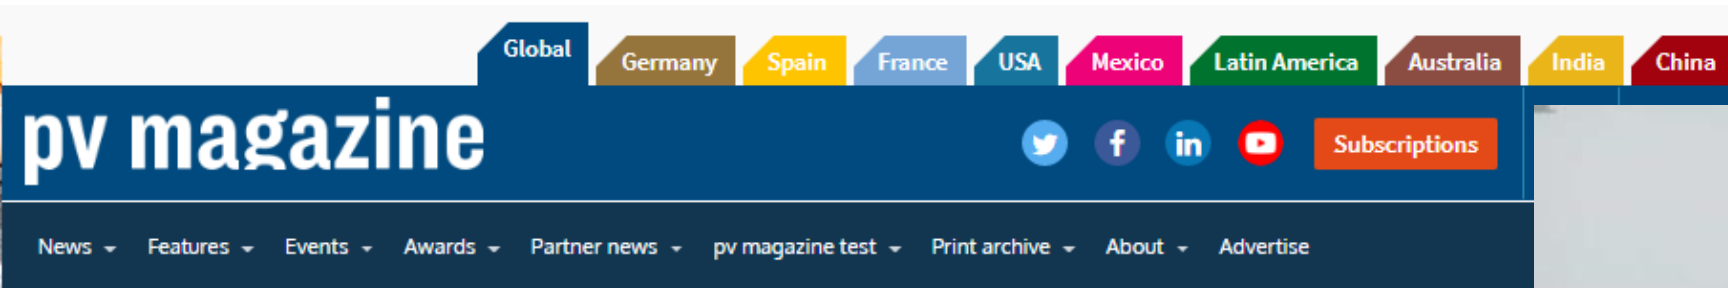 Global Germany Spain France USA Mexico Latin America Australia India China
pv magazine
Subscriptions
News Features Events Awards Partner news pv magazine test Print archive About Advertise